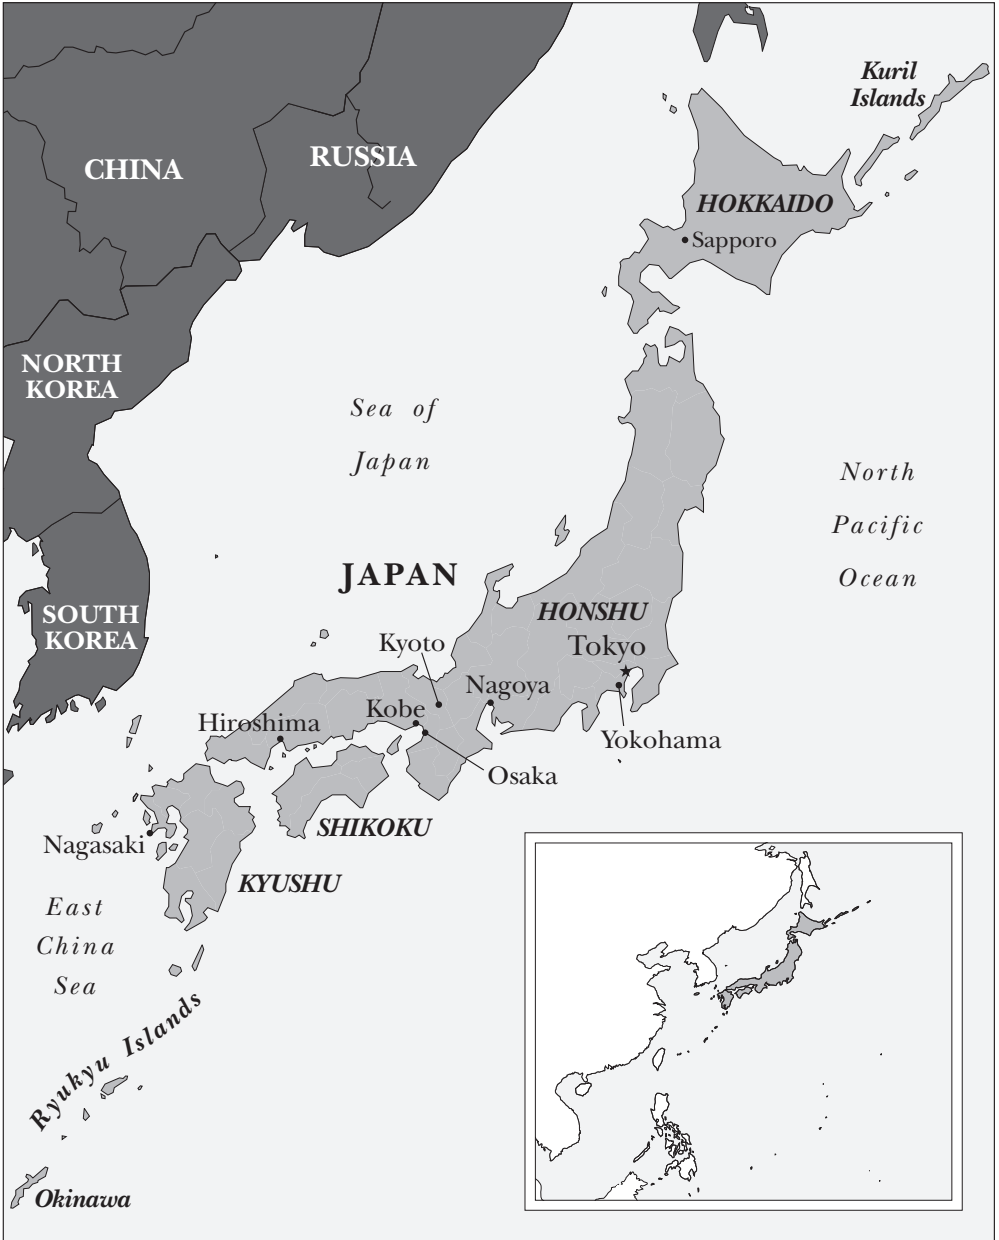 Kuril
Islands
CHINA
RUSSIA
HOKKAIDO
Sapporo
NORTH
KOREA
Sea of
Japan
North
Pacific
Ocean
JAPAN
SOUTH
KOREA
HONSHU
Tokyo
Kyoto
Nagoya
Kobe
Hiroshima
Yokohama
Osaka
SHIKOKU
Nagasaki
KYUSHU
East
China
Sea
Ryukyu Islands
Okinawa